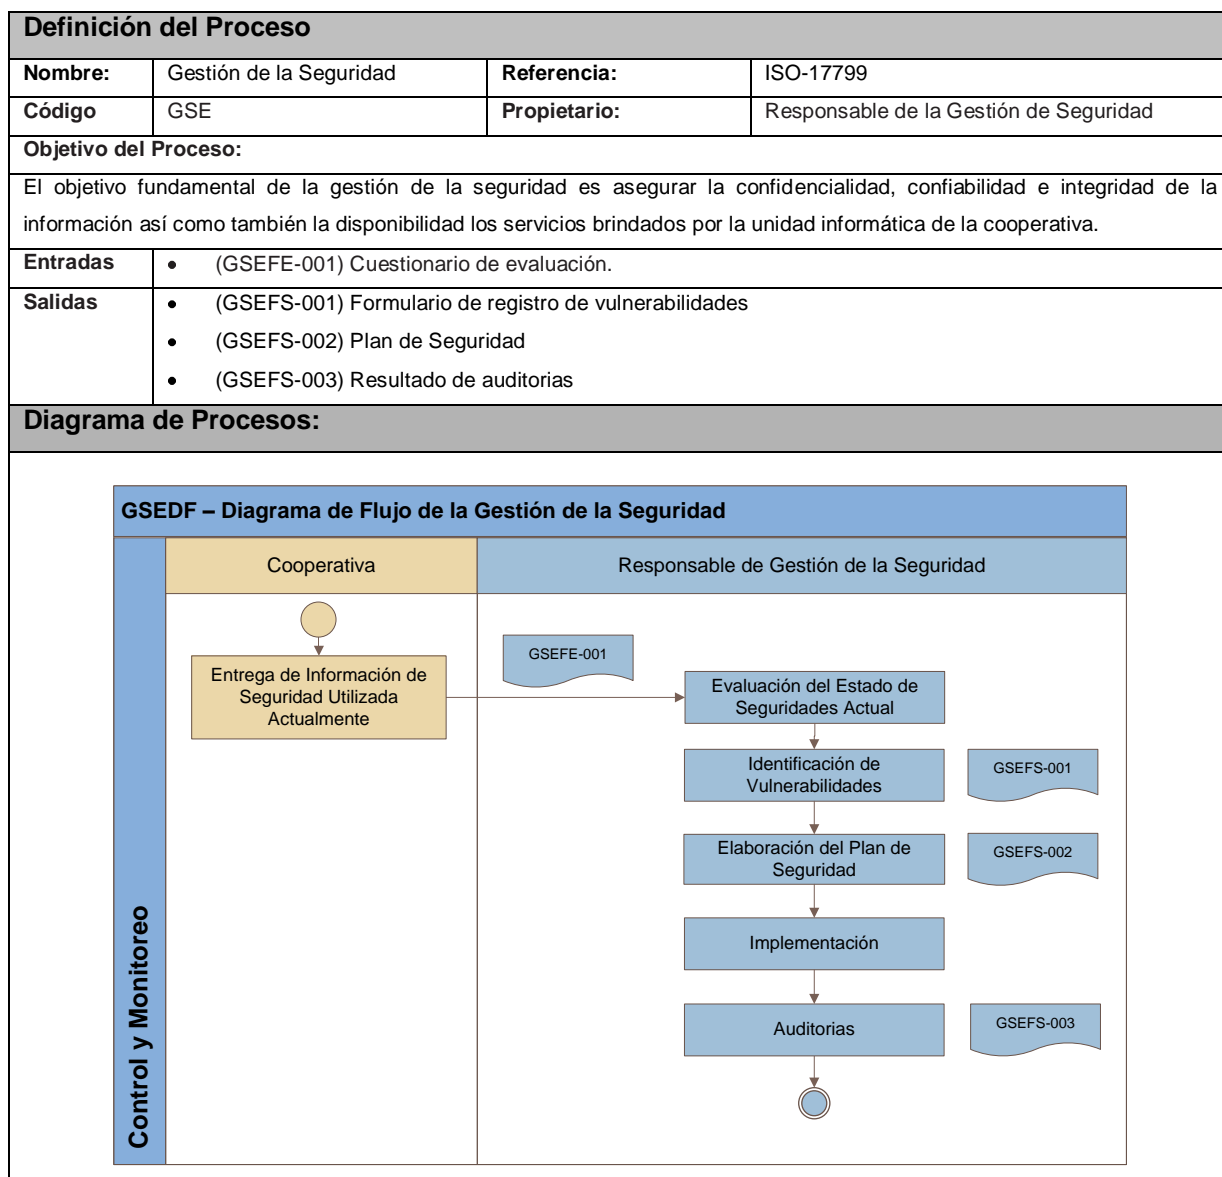 Definición del Proceso
Nombre: Gestión de la Seguridad Referencia: ISO-17799
Código GSE Propietario: Responsable de la Gestión de Seguridad
Objetivo del Proceso:
El objetivo fundamental de la gestión de la seguridad es asegurar la confidencialidad, confiabilidad e integridad de la
información así como también la disponibilidad los servicios brindados por la unidad informática de la cooperativa.
Entradas • (GSEFE-001) Cuestionario de evaluación.
Salidas • (GSEFS-001) Formulario de registro de vulnerabilidades
• (GSEFS-002) Plan de Seguridad
• (GSEFS-003) Resultado de auditorias
Diagrama de Procesos:
GSEDF – Diagrama de Flujo de la Gestión de la Seguridad
Control y Monitoreo
Cooperativa
Responsable de Gestión de la Seguridad
Entrega de Información de
Seguridad Utilizada
Actualmente
GSEFE-001
Evaluación del Estado de
Seguridades Actual
Identificación de
Vulnerabilidades
GSEFS-001
Elaboración del Plan de
Seguridad
GSEFS-002
Implementación
Auditorias
GSEFS-003